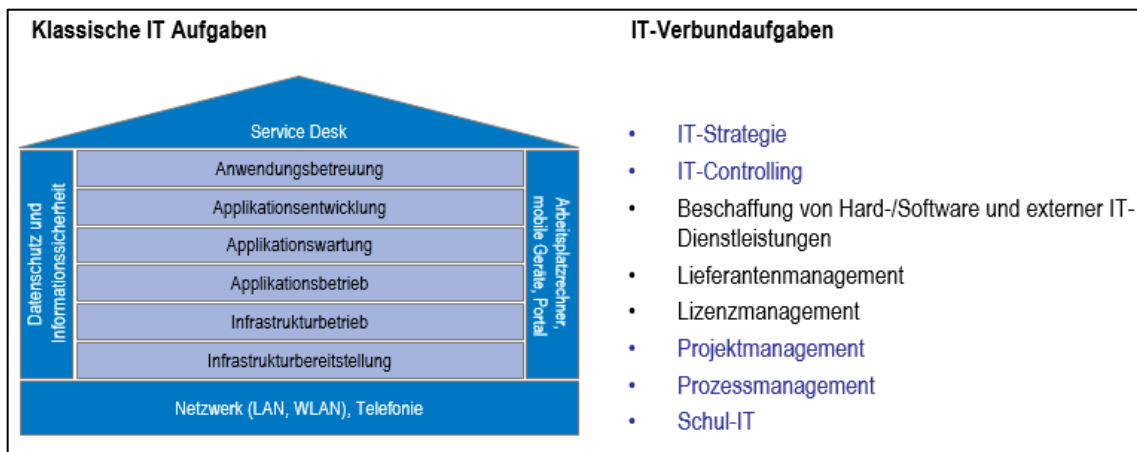 Klassische IT Aufgaben
Service Desk
Datenschutz und
Informationssicherheit
Anwendungsbetreuung
Applikationsentwicklung
Applikationswartung
Applikationsbetrieb
Infrastrukturbetrieb
Infrastrukturbereitstellung
Arbeitsplatzrechner,
mobile Geräte, Portal
Netzwerk (LAN, WLAN), Telefonie
IT-Verbundaufgaben
• IT-Strategie
• IT-Controlling
• Beschaffung von Hard-/Software und externer IT-
Dienstleistungen
• Lieferantenmanagement
• Lizenzmanagement
• Projektmanagement
• Prozessmanagement
• Schul-IT